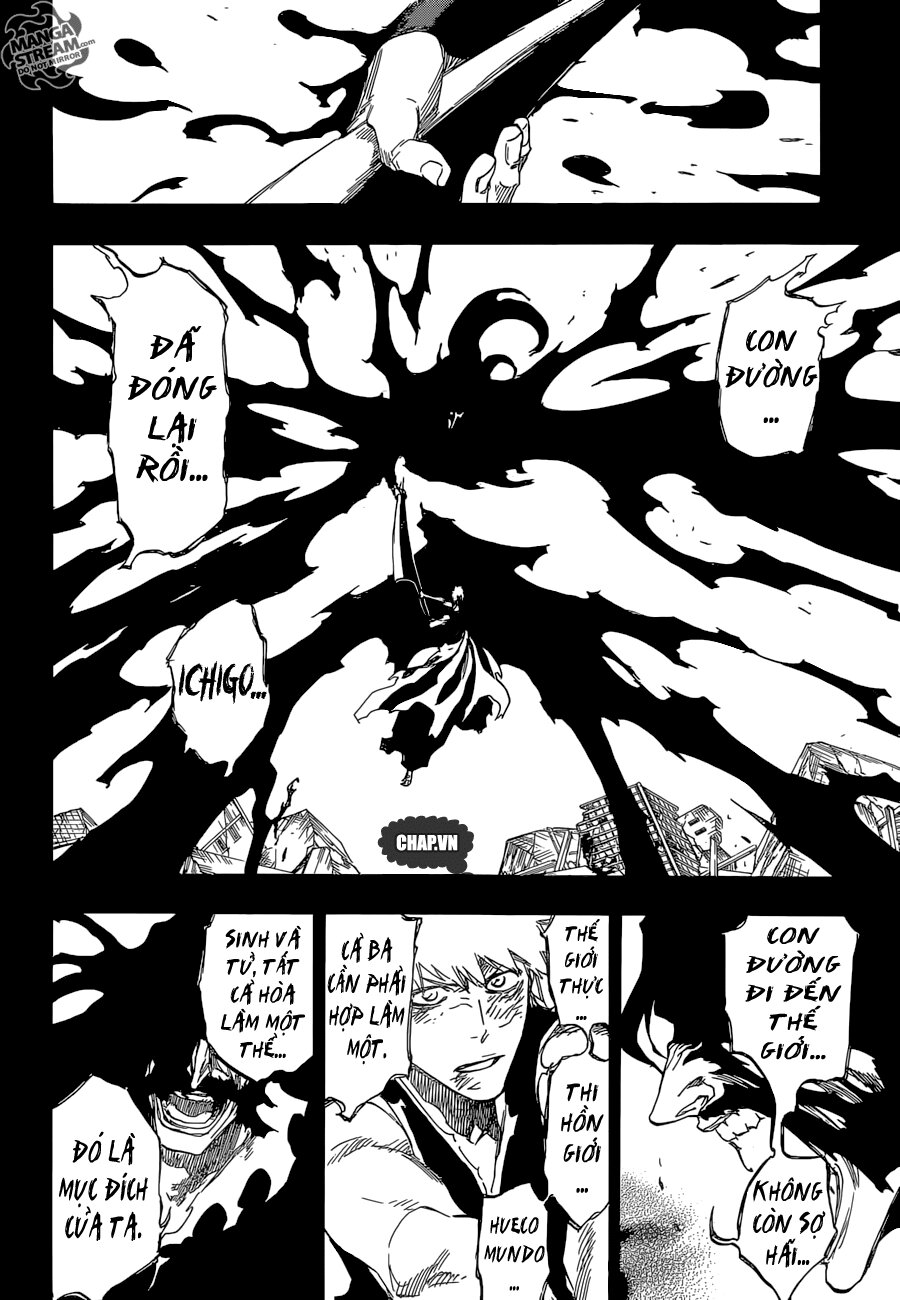 MANGA
STREAM.com
DO NOT MIRROR
CON
ĐƯỜNG
...
ĐÃ
ĐÓNG
LẠI
RỒI...
ICHIGO...
CHAP.VN
CON
ĐƯỜNG
ĐI ĐẾN
THẾ
GIỚI...
KHÔNG
CÒN SỢ
HÃI...
THẾ
GIỚI
THỰC
...
THI
HỒN
GIỚI
...
HUECO
MUNDO
...
CẢ BA
CẦN PHẢI
HỢP LÀM
MỘT.
SINH VÀ
TỬ, TẤT
CẢ HÒA
LÀM MỘT
THỂ...
ĐÓ LÀ
MỤC ĐÍCH
CỦA TA.